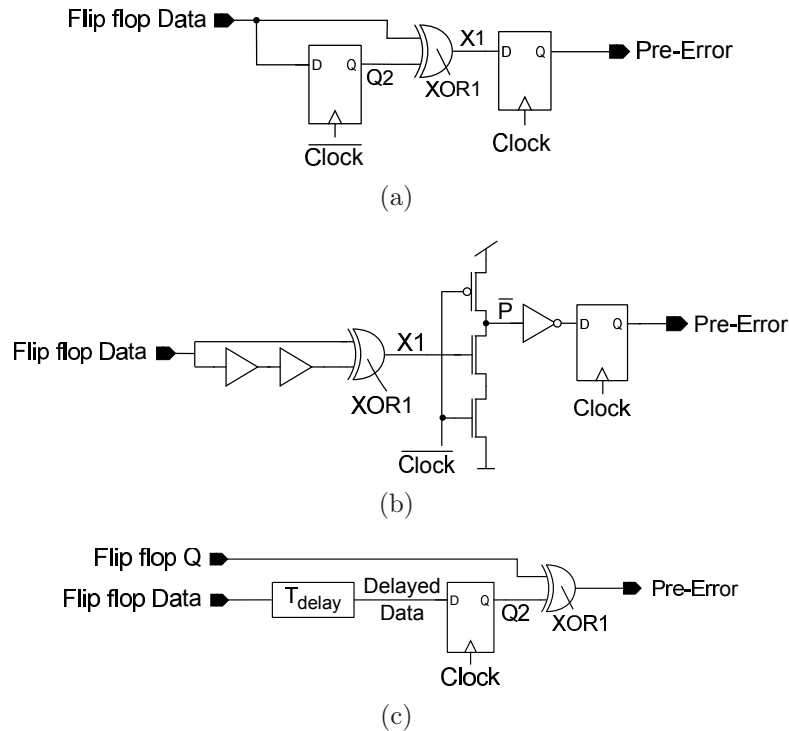 Flip flop Data
D Q
Q2
XOR1
X1
D Q
Pre-Error
Clock
Clock
(a)
Flip flop Data
XOR1
X1
P
D Q
Pre-Error
Clock
Clock
(b)
Flip flop Q
Flip flop Data
Tdelay
Delayed
Data
D Q
Q2
XOR1
Pre-Error
Clock
(c)